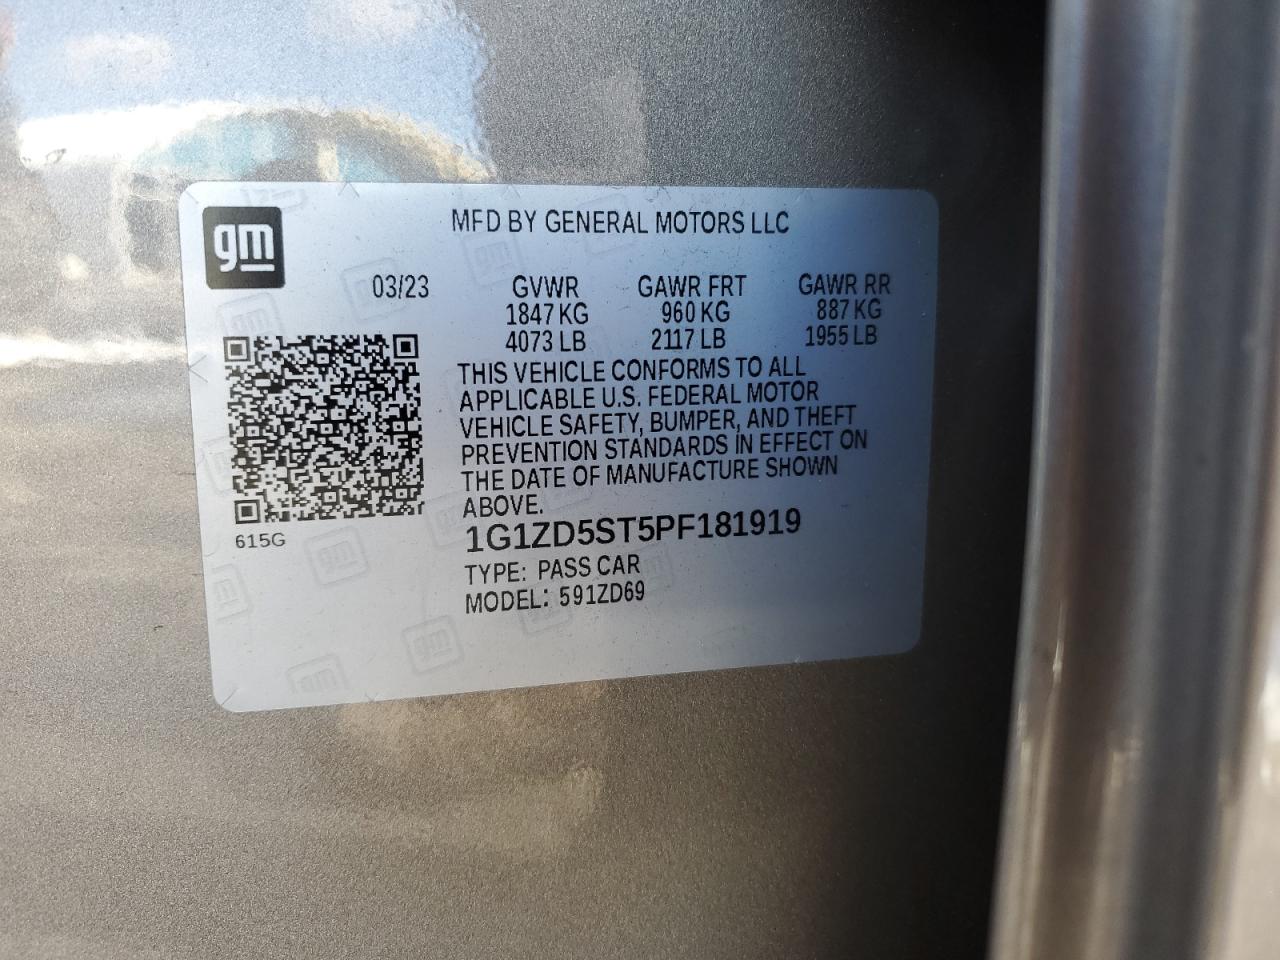 gm
MFD BY GENERAL MOTORS LLC
03/23 GVWR GAWR FRT GAWR RR
1847 KG 960 KG 887 KG
4073 LB 2117 LB 1955 LB
THIS VEHICLE CONFORMS TO ALL
APPLICABLE U.S. FEDERAL MOTOR
VEHICLE SAFETY, BUMPER, AND THEFT
PREVENTION STANDARDS IN EFFECT ON
THE DATE OF MANUFACTURE SHOWN
ABOVE.
615G
1G1ZD5ST5PF181919
TYPE: PASS CAR
MODEL: 591ZD69